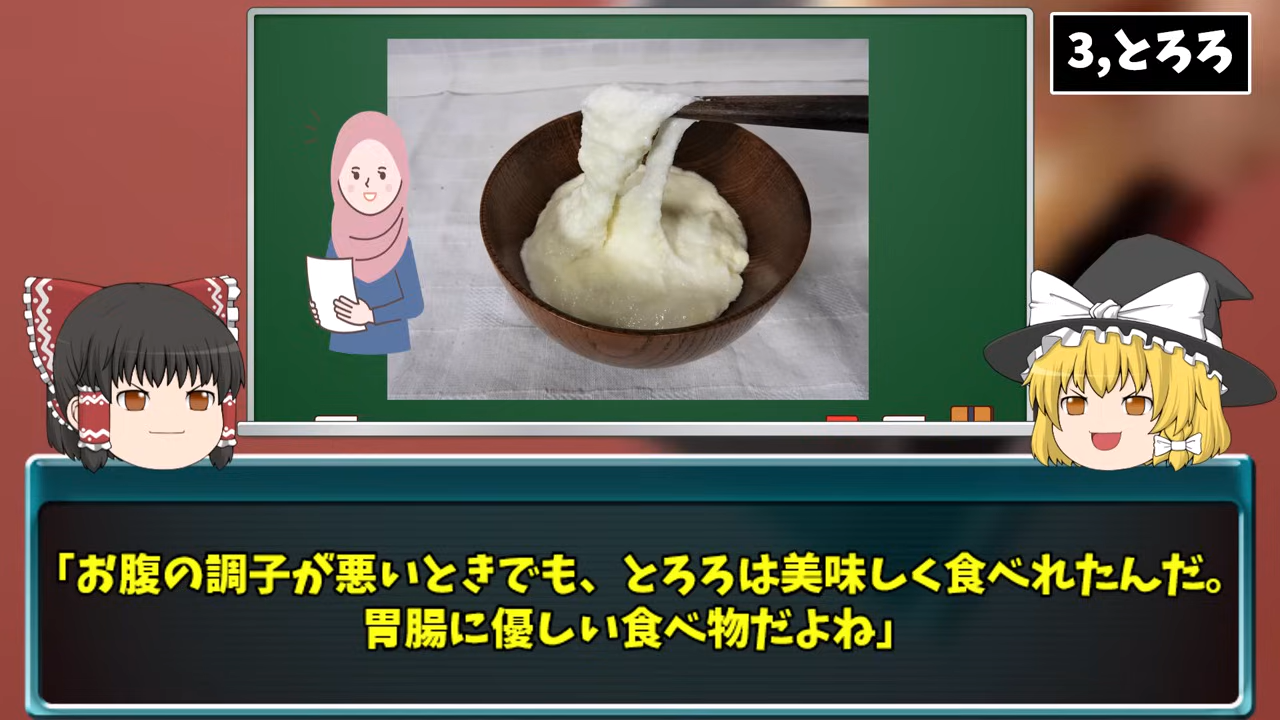 3,とろろ
「お腹の調子が悪いときでも、とろろは美味しく食べれたんだ。
胃腸に優しい食べ物だよね」